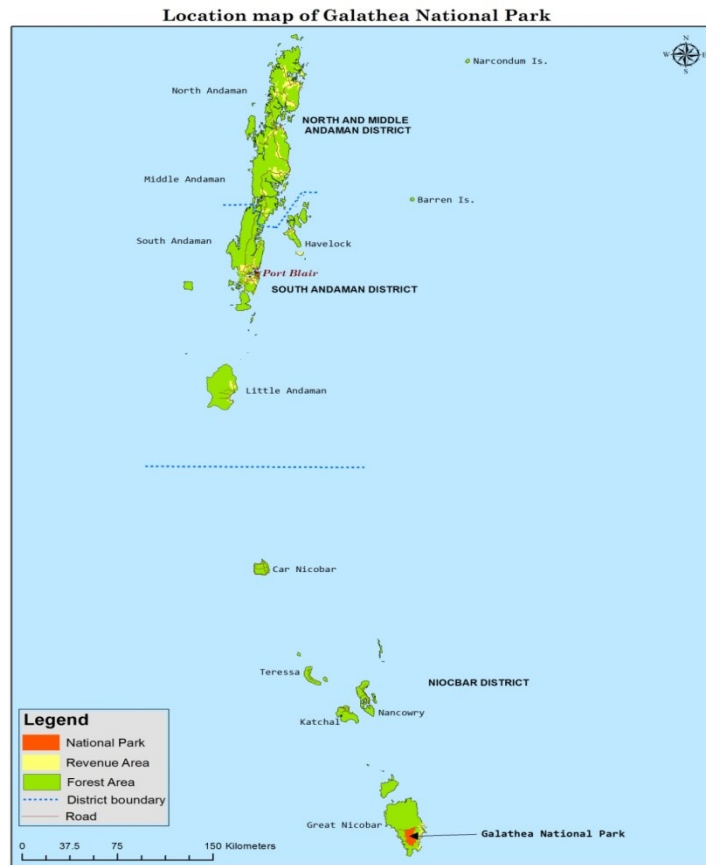 Location map of Galathea National Park
N
W
E
S
Narcondum Is.
North Andaman
NORTH AND MIDDLE
ANDAMAN DISTRICT
Middle Andaman
Barren Is.
South Andaman
Havelock
Port Blair
SOUTH ANDAMAN DISTRICT
Little Andaman
Car Nicobar
Teressa
NIOCBAR DISTRICT
Nancowry
Katchal
Legend
National Park
Revenue Area
Forest Area
District boundary
Road
Great Nicobar
Galathea National Park
0 37.5 75 150 Kilometers